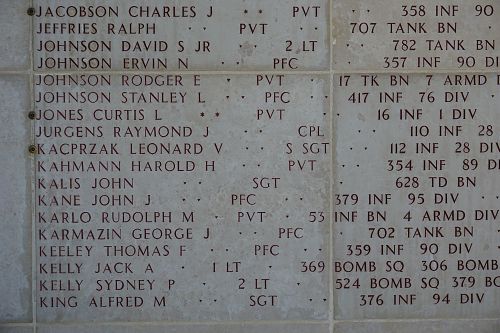 JACOBSON CHARLES J · · PVT · · 358 INF 90
JEFFRIES RALPH · · PVT · · 707 TANK BN
JOHNSON DAVID S JR · · 2 LT · · 782 TANK BN
JOHNSON ERVIN N · · PFC · · 357 INF 90 D
JOHNSON RODGER E · PVT · 17 TK BN 7 ARMD
JOHNSON STANLEY L · · PFC · 417 INF 76 DIV
JONES CURTIS L · · PVT · · 16 INF 1 DIV
JURGENS RAYMOND J · · CPL · · 110 INF 28
KACPRZAK LEONARD V · · S SGT · · 112 INF 28 DIV
KAHMANN HAROLD H · · PVT · · 354 INF 89 D
KALIS JOHN · · SGT · · 628 TD BN
KANE JOHN J · · PFC · · 379 INF 95 DIV
KARLO RUDOLPH M · PVT · 53 INF BN 4 ARMD DIV
KARMAZIN GEORGE J · · PFC · · 702 TANK BN
KEELEY THOMAS F · · PFC · · 359 INF 90 DIV
KELLY JACK A · 1 LT · 369 BOMB SQ 306 BOMB
KELLY SYDNEY P · 2 LT · 524 BOMB SQ 379 BO
KING ALFRED M · · SGT · · 376 INF 94 DIV